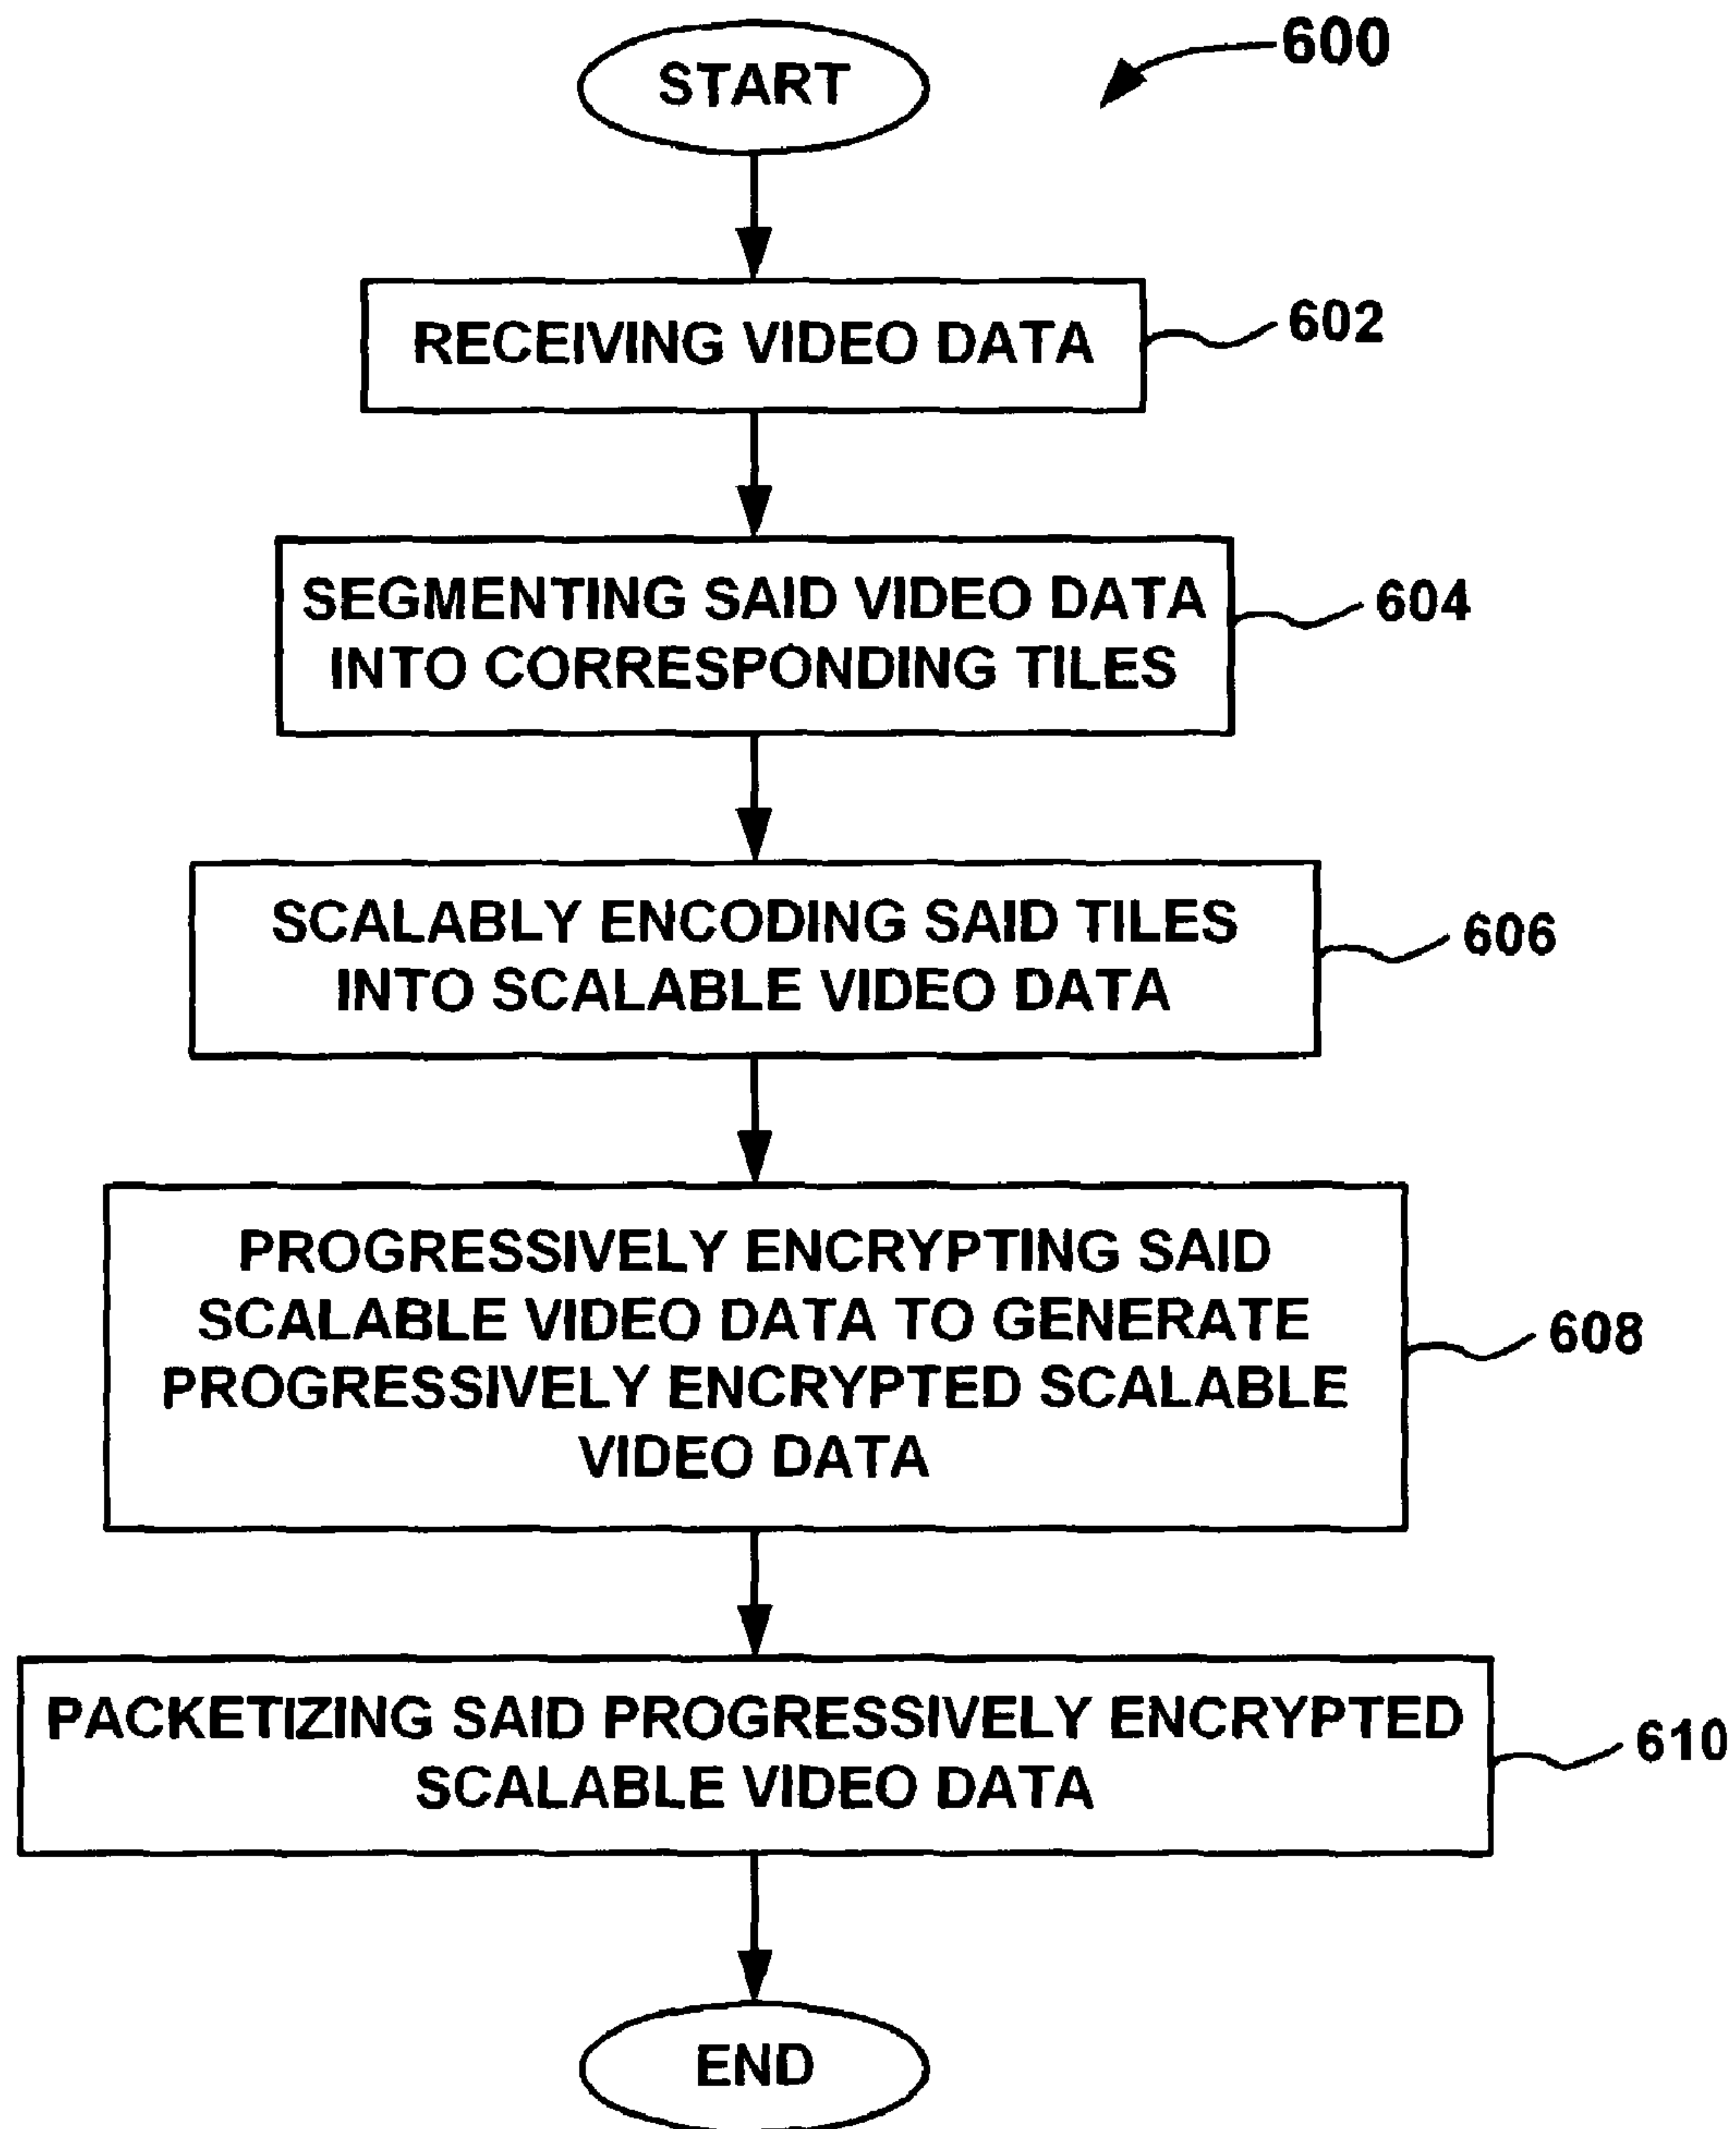 START
600
RECEIVING VIDEO DATA
602
SEGMENTING SAID VIDEO DATA
INTO CORRESPONDING TILES
604
SCALABLY ENCODING SAID TILES
INTO SCALABLE VIDEO DATA
606
PROGRESSIVELY ENCRYPTING SAID
SCALABLE VIDEO DATA TO GENERATE
PROGRESSIVELY ENCRYPTED SCALABLE
VIDEO DATA
608
PACKETIZING SAID PROGRESSIVELY ENCRYPTED
SCALABLE VIDEO DATA
610
END